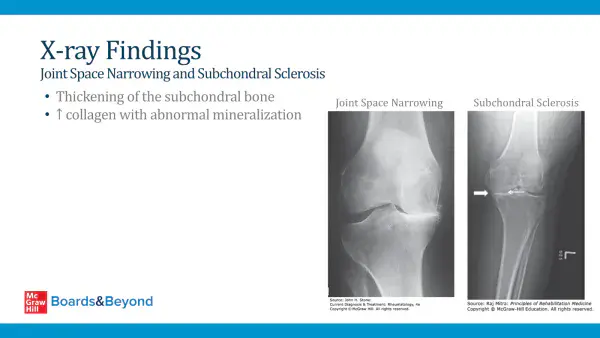 X-ray Findings
Joint Space Narrowing and Subchondral Sclerosis
• Thickening of the subchondral bone
• ↑ collagen with abnormal mineralization
Joint Space Narrowing
Subchondral Sclerosis
Source: John H. Stone:
Current Diagnosis & Treatment: Rheumatology, 4e
Copyright © McGraw-Hill Education. All rights reserved.
Source: Raj Mitra: Principles of Rehabilitation Medicine
Copyright © McGraw-Hill Education. All rights reserved.
Mc
Graw
Hill
Boards&Beyond
L